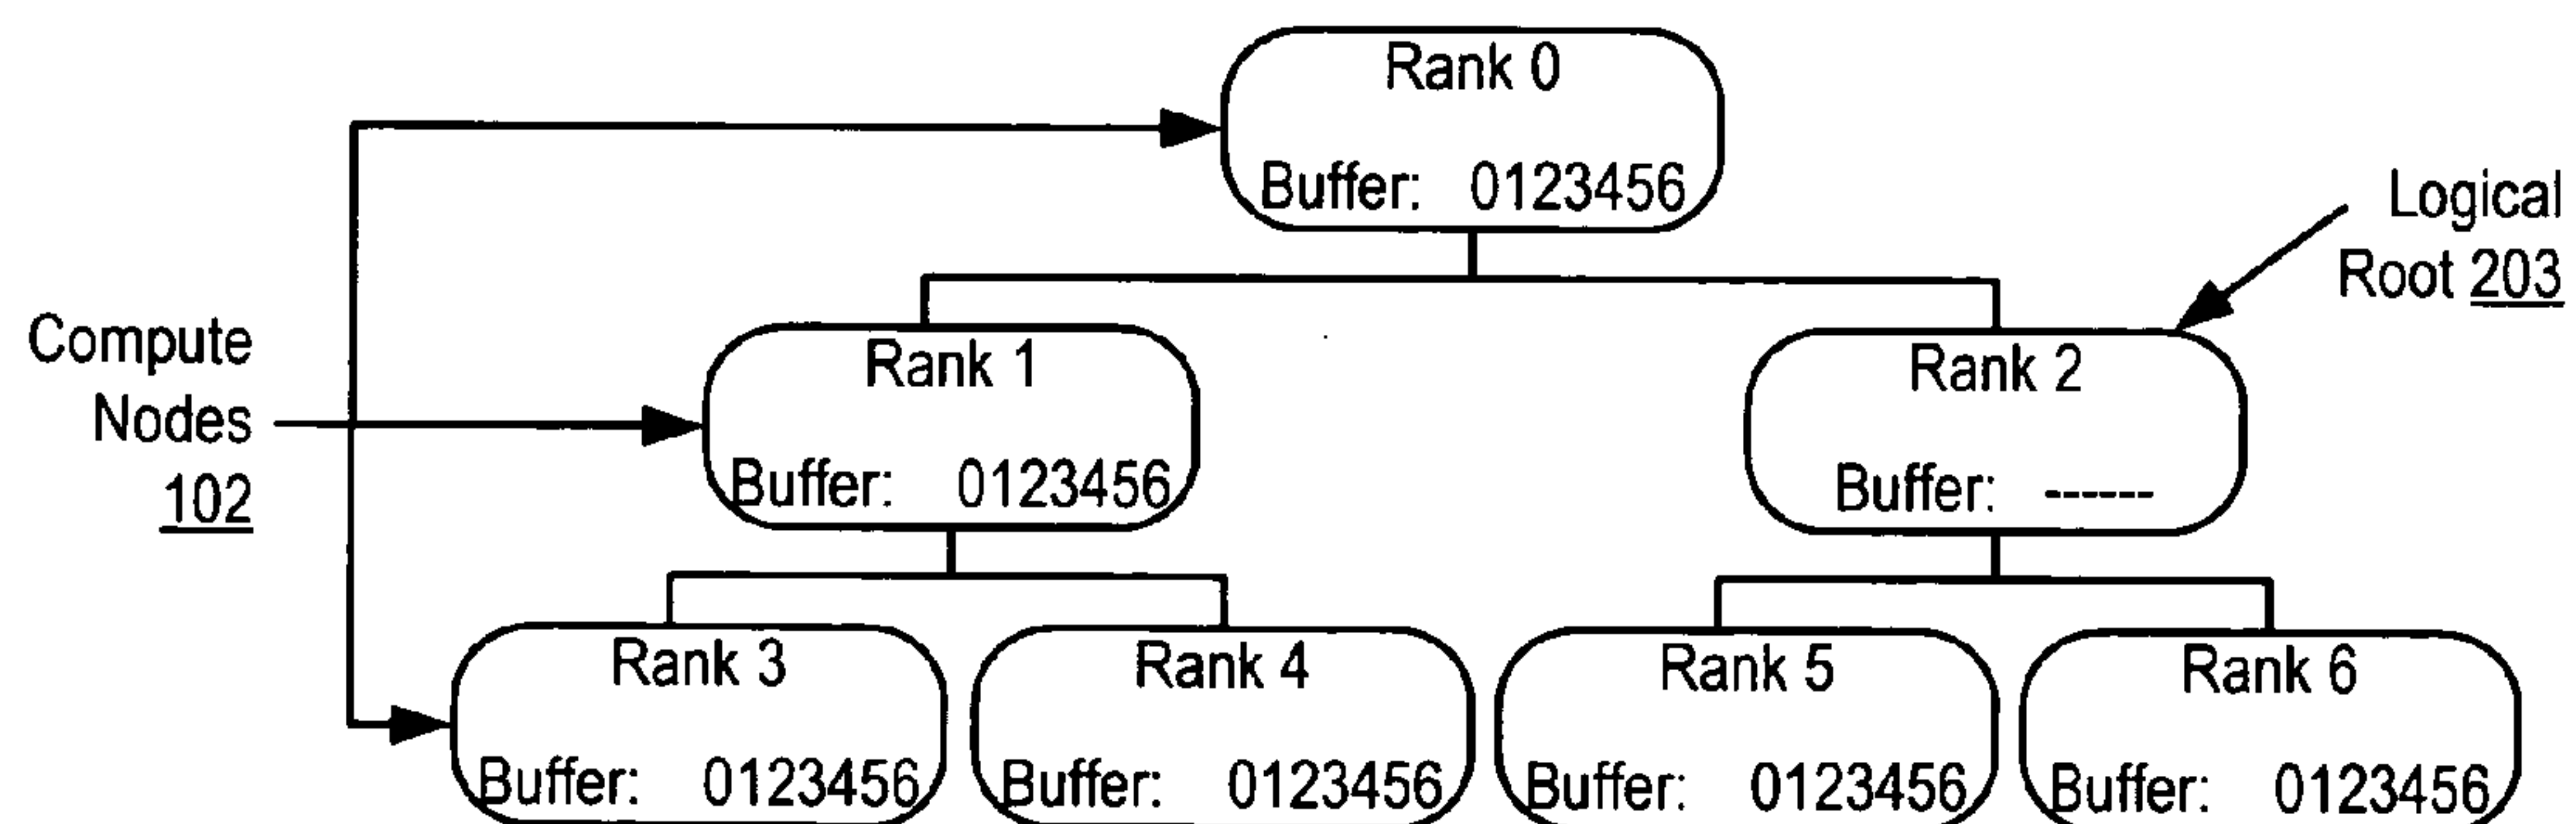 Rank 0
Buffer: 0123456
Logical
Root 203
Compute
Nodes
102
Rank 1
Buffer: 0123456
Rank 2
Buffer: ------
Rank 3
Buffer: 0123456
Rank 4
Buffer: 0123456
Rank 5
Buffer: 0123456
Rank 6
Buffer: 0123456